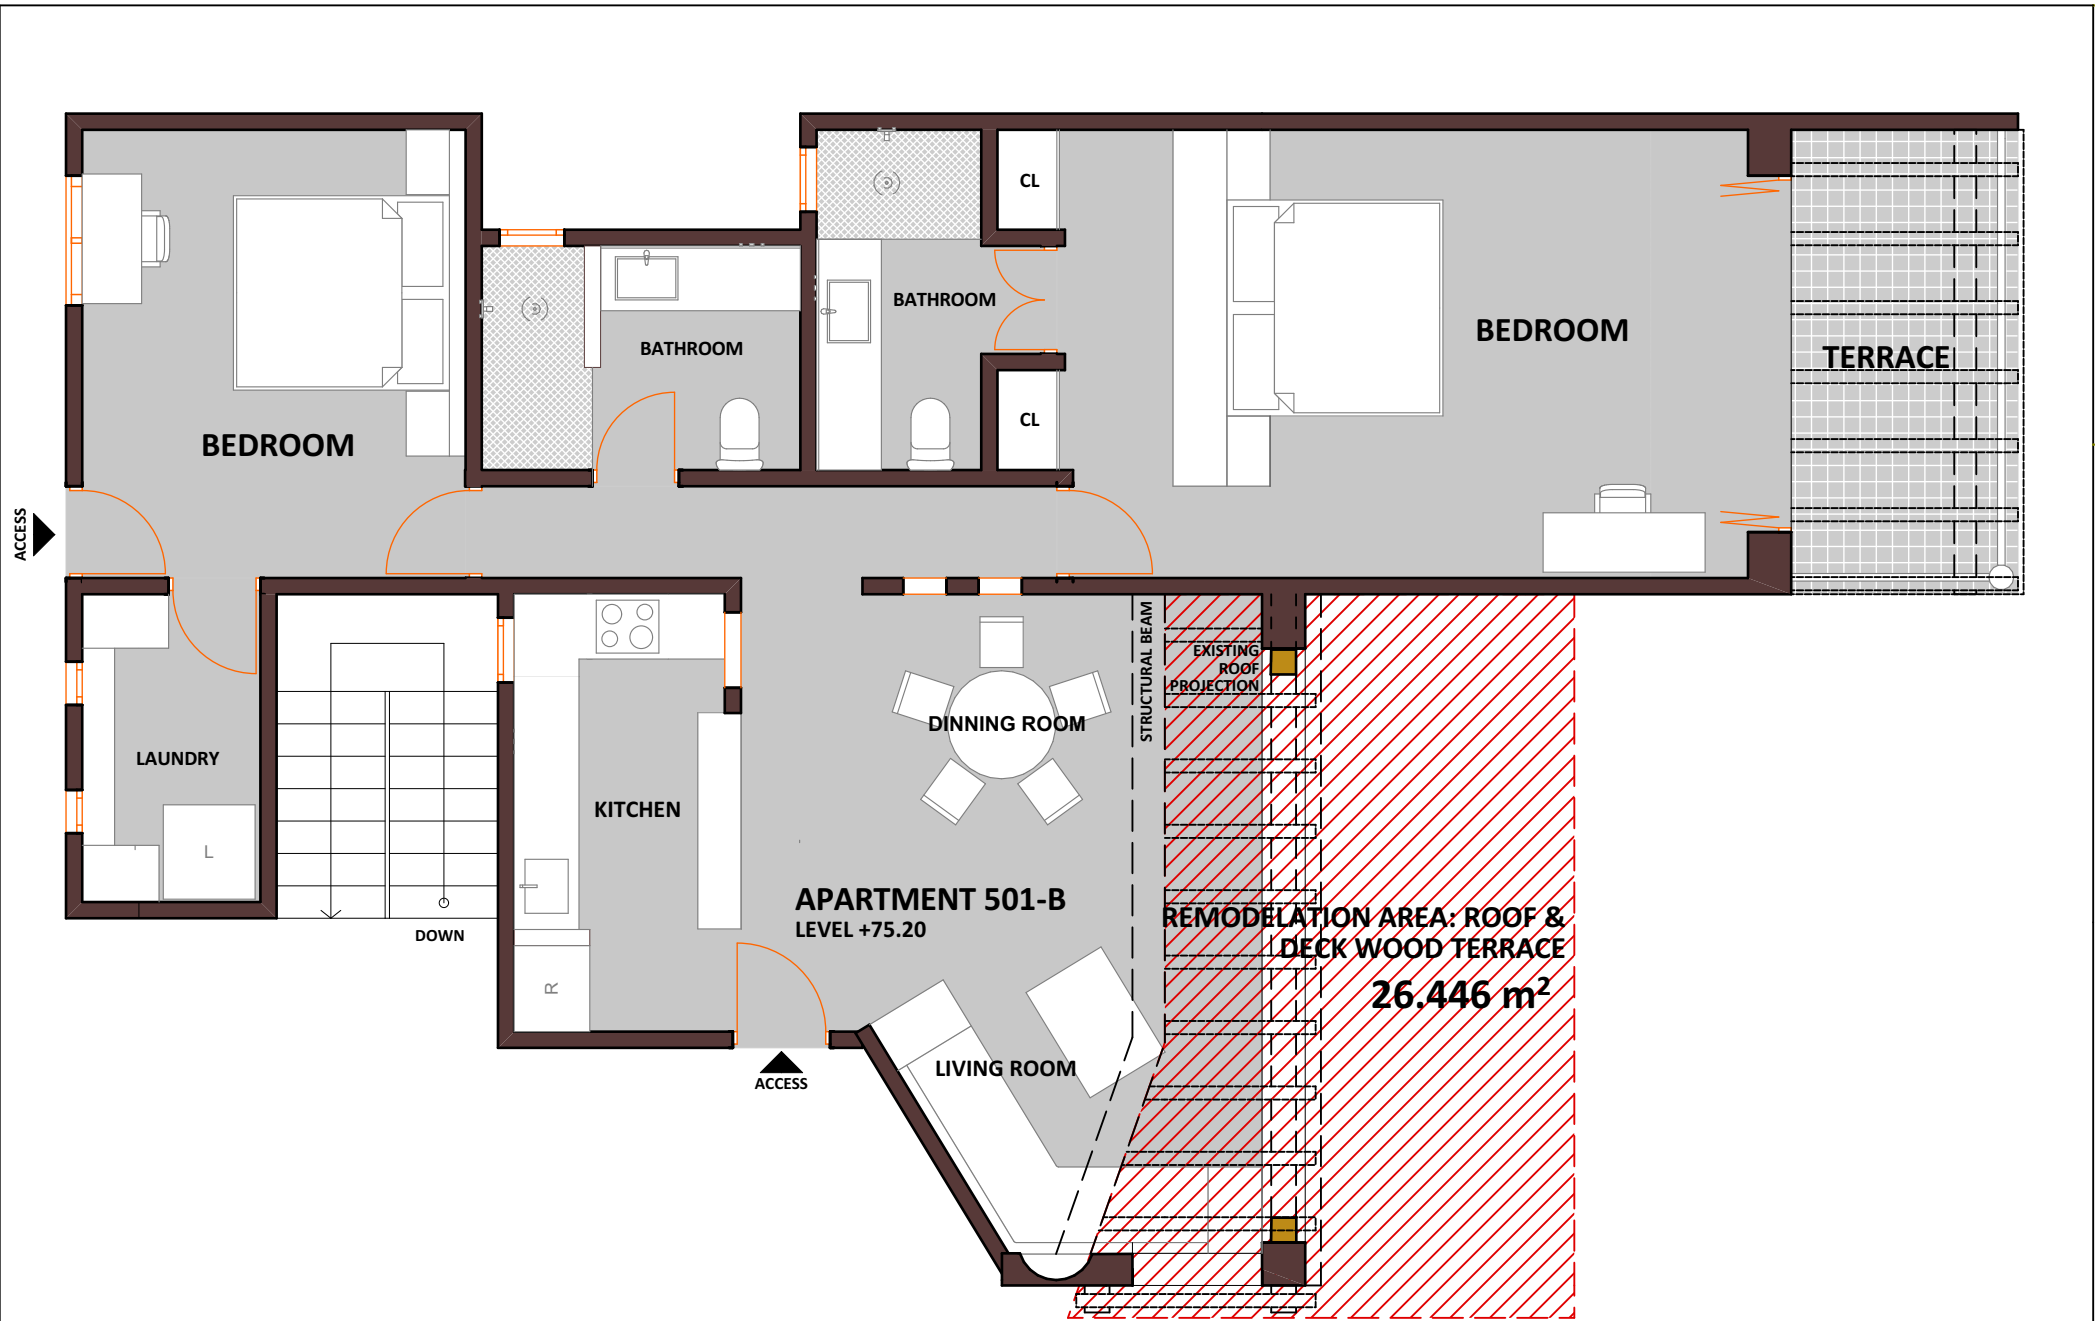 CL
BATHROOM
BEDROOM
BATHROOM
TERRACE
CL
BEDROOM
ACCESS
STRUCTURAL BEAM
EXISTING
ROOF
PROJECTION
DINNING ROOM
LAUNDRY
KITCHEN
L
APARTMENT 501-B
LEVEL +75.20
REMODELATION AREA: ROOF &
DECK WOOD TERRACE
26.446 m²
DOWN
R
LIVING ROOM
ACCESS